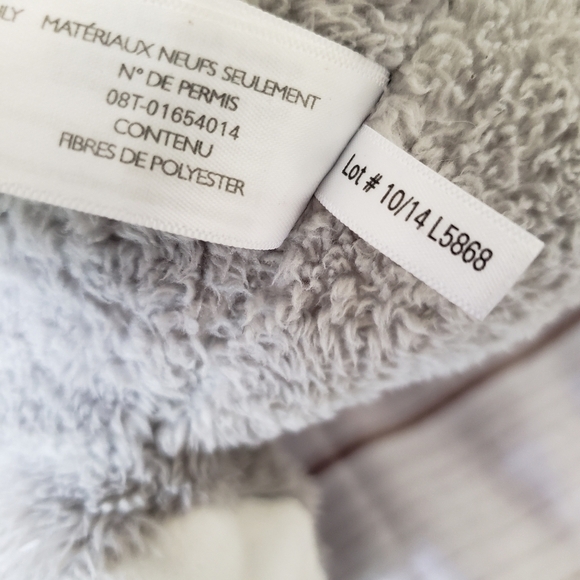 MATÉRIAUX NEUFS SEULEMENT
N° DE PERMIS
08T-01654014
CONTENU
FIBRES DE POLYESTER
Lot # 10/14 L5868